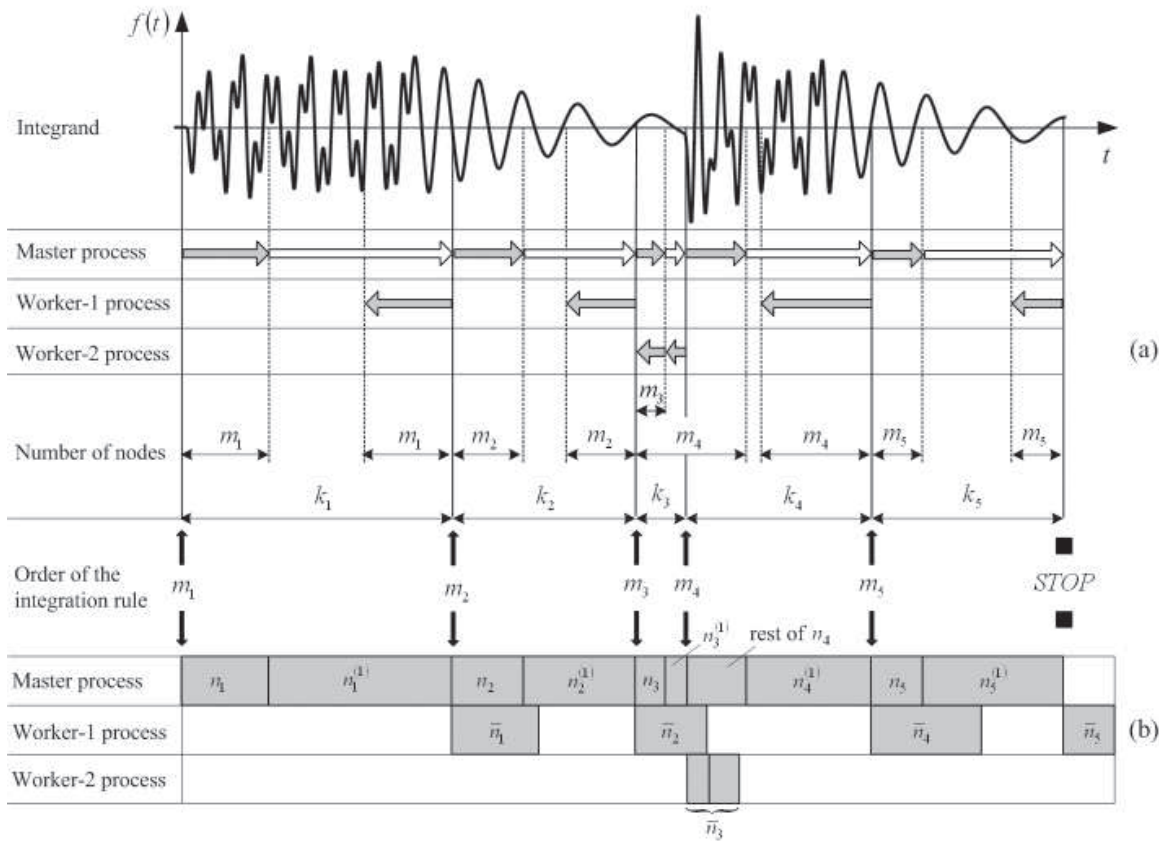 f(t)
Integrand
t
Master process
Worker-1 process
Worker-2 process
(a)
m₃
Number of nodes m₁ m₁ m₂ m₂ m₄ m₄ m₅ m₅
k₁ k₂ k₃ k₄ k₅
Order of the
integration rule
m₁ m₂ m₃ m₄ m₅ STOP
n₃⁽¹⁾ rest of n₄
Master process n₁ n₁⁽¹⁾ n₂ n₂⁽¹⁾ n₃ n₄⁽¹⁾ n₅ n₅⁽¹⁾
Worker-1 process n̅₁ n̅₂ n̅₄ n̅₅ (b)
Worker-2 process
n̅₃